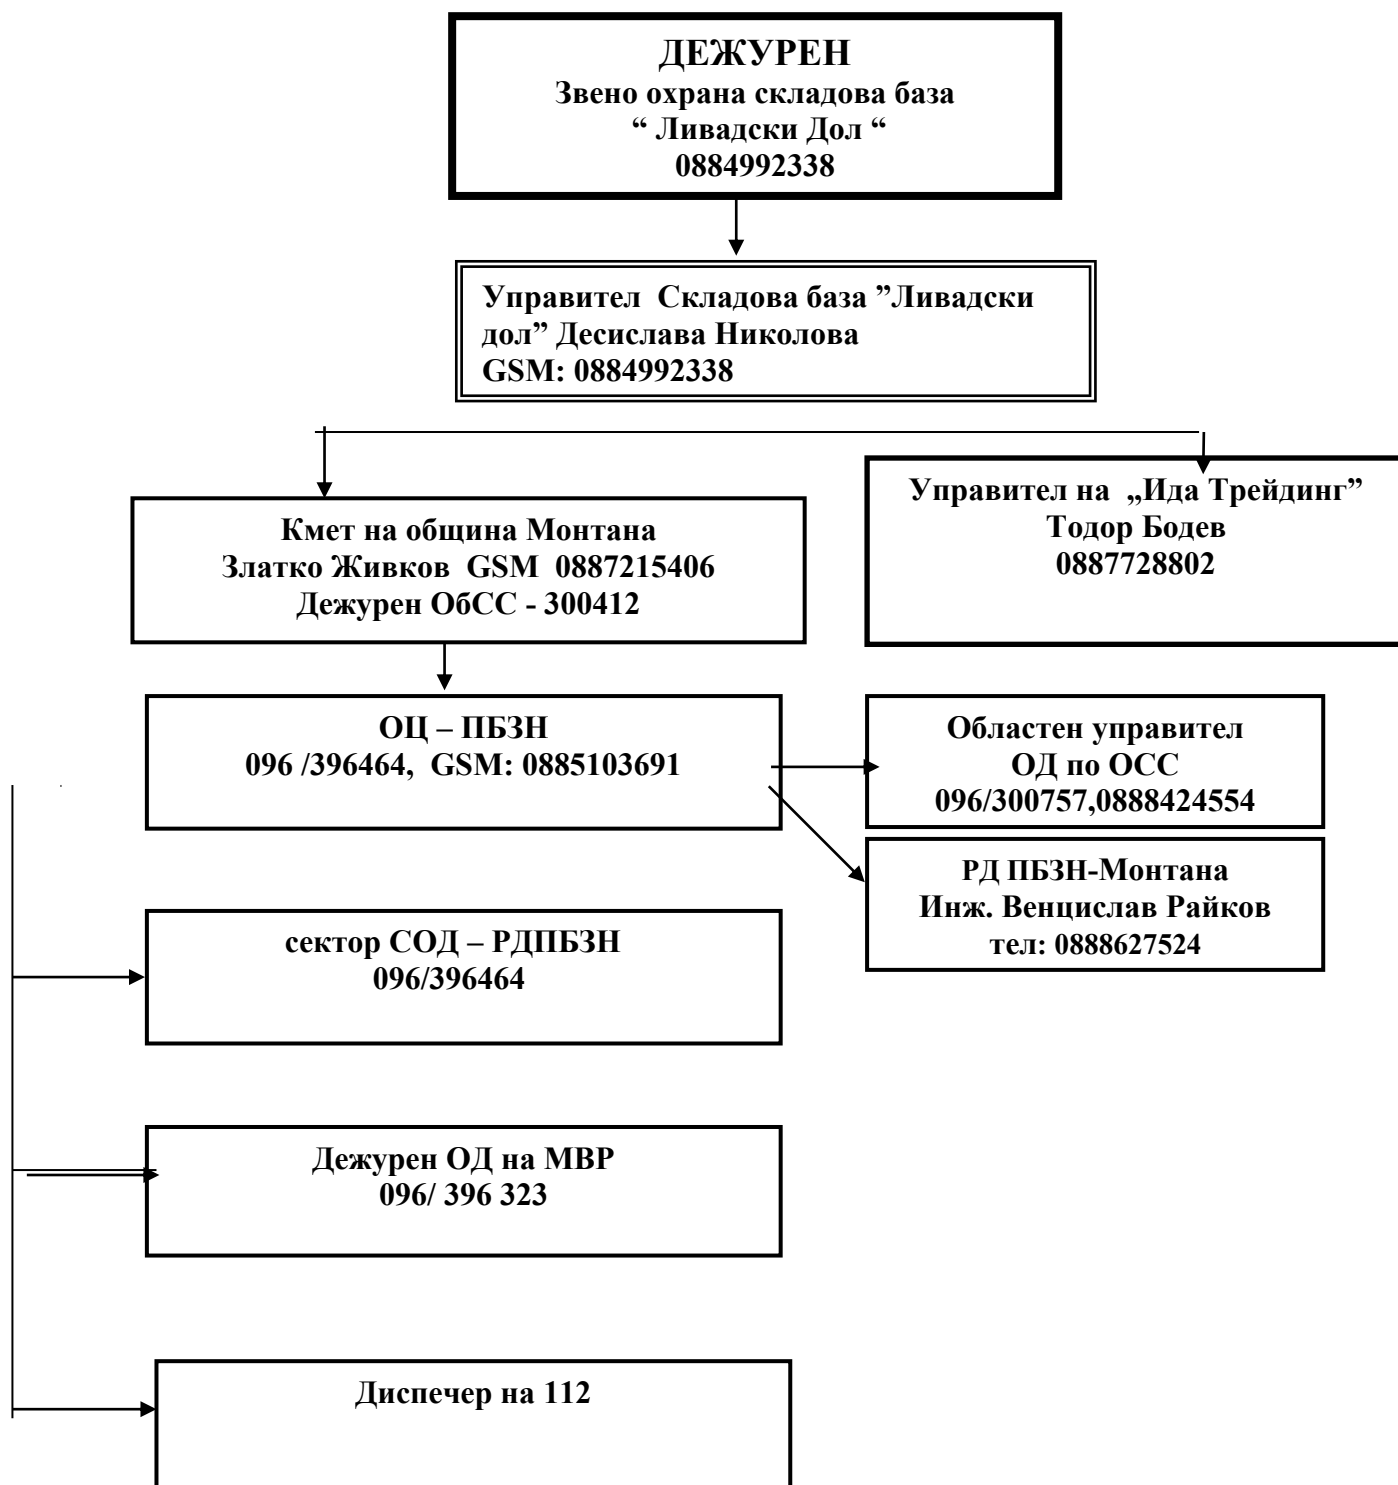 ДЕЖУРЕН
Звено охрана складова база
“ Ливадски Дол “
0884992338
Управител Складова база ”Ливадски
дол” Десислава Николова
GSM: 0884992338
Кмет на община Монтана
Златко Живков GSM 0887215406
Дежурен ОбСС - 300412
Управител на „Ида Трейдинг”
Тодор Бодев
0887728802
ОЦ – ПБЗН
096 /396464, GSM: 0885103691
Областен управител
ОД по ОСС
096/300757,0888424554
РД ПБЗН-Монтана
Инж. Венцислав Райков
тел: 0888627524
сектор СОД – РДПБЗН
096/396464
Дежурен ОД на МВР
096/ 396 323
Диспечер на 112